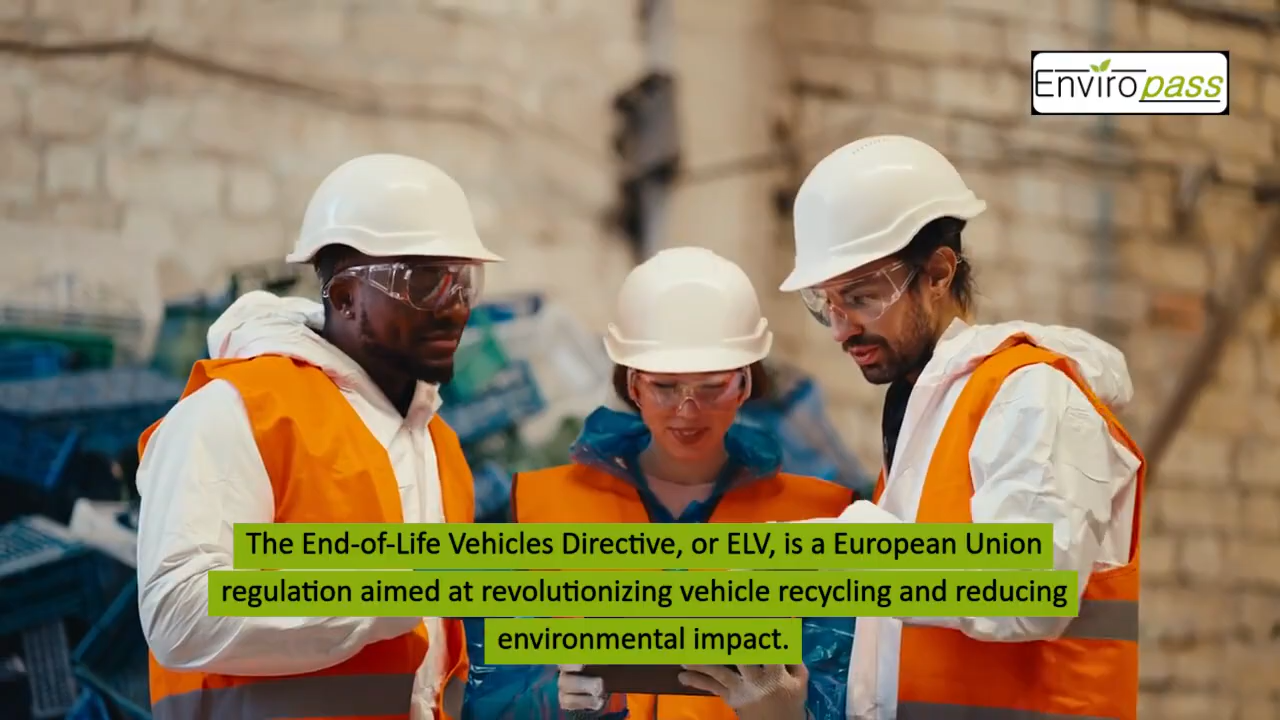 Enviropass
The End-of-Life Vehicles Directive, or ELV, is a European Union
regulation aimed at revolutionizing vehicle recycling and reducing
environmental impact.